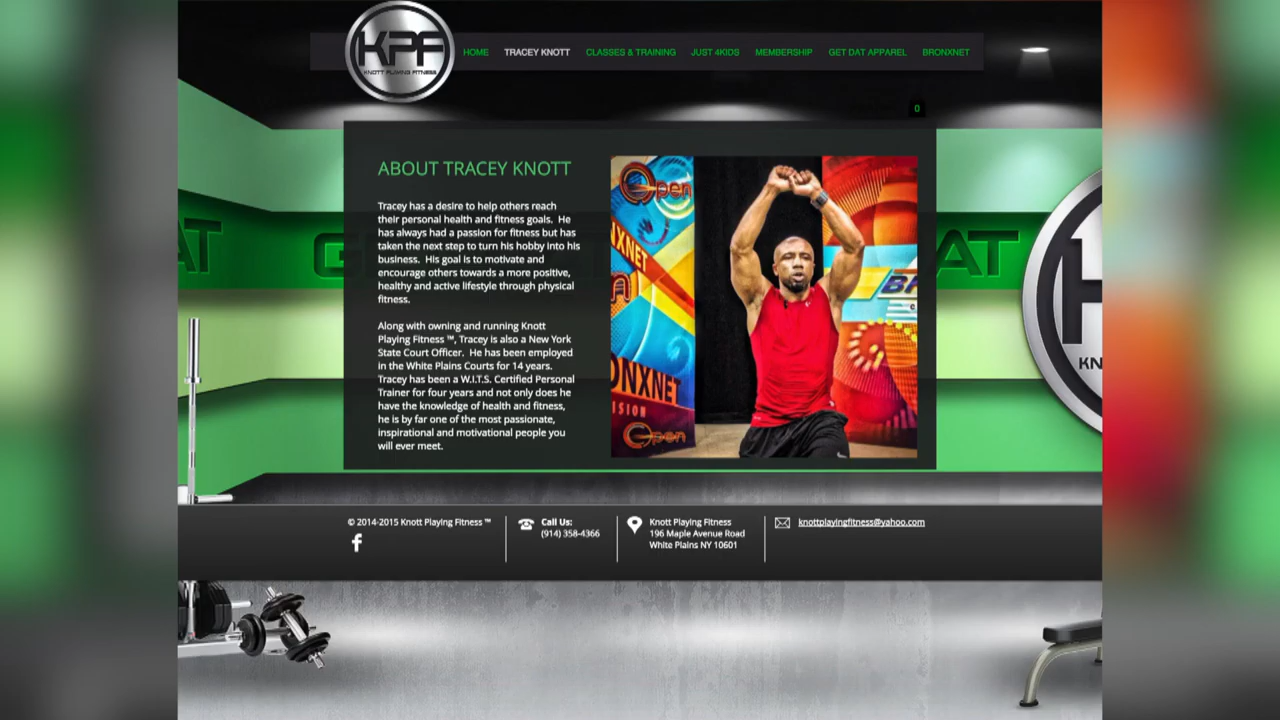 KPF
KNOTT PLAYING FITNESS
HOME TRACEY KNOTT CLASSES & TRAINING JUST 4KIDS MEMBERSHIP GET DAT APPAREL BRONXNET
0
ABOUT TRACEY KNOTT
Tracey has a desire to help others reach
their personal health and fitness goals. He
has always had a passion for fitness but has
taken the next step to turn his hobby into his
business. His goal is to motivate and
encourage others towards a more positive,
healthy and active lifestyle through physical
fitness.
Along with owning and running Knott
Playing Fitness ™, Tracey is also a New York
State Court Officer. He has been employed
in the White Plains Courts for 14 years.
Tracey has been a W.I.T.S. Certified Personal
Trainer for four years and not only does he
have the knowledge of health and fitness,
he is by far one of the most passionate,
inspirational and motivational people you
will ever meet.
Open
XNET
BR
ONXNET
ISION
Open
AT
G
AT
KN
© 2014-2015 Knott Playing Fitness ™
Call Us:
(914) 358-4366
Knott Playing Fitness
196 Maple Avenue Road
White Plains NY 10601
knottplayingfitness@yahoo.com